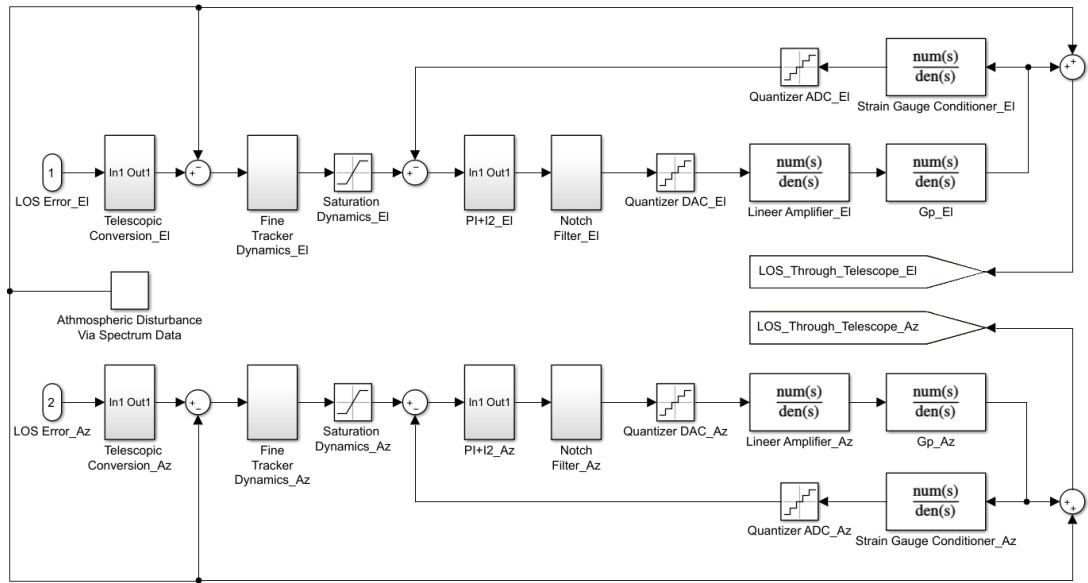 num(s)
den(s)
Quantizer ADC_El
Strain Gauge Conditioner_El
1
LOS Error_El
In1 Out1
Telescopic
Conversion_El
Fine
Tracker
Dynamics_El
Saturation
Dynamics_El
In1 Out1
PI+I2_El
Notch
Filter_El
Quantizer DAC_El
num(s)
den(s)
Lineer Amplifier_El
num(s)
den(s)
Gp_El
LOS_Through_Telescope_El
Athmospheric Disturbance
Via Spectrum Data
LOS_Through_Telescope_Az
2
LOS Error_Az
In1 Out1
Telescopic
Conversion_Az
Fine
Tracker
Dynamics_Az
Saturation
Dynamics_Az
In1 Out1
PI+I2_Az
Notch
Filter_Az
Quantizer DAC_Az
num(s)
den(s)
Lineer Amplifier_Az
num(s)
den(s)
Gp_Az
Quantizer ADC_Az
num(s)
den(s)
Strain Gauge Conditioner_Az